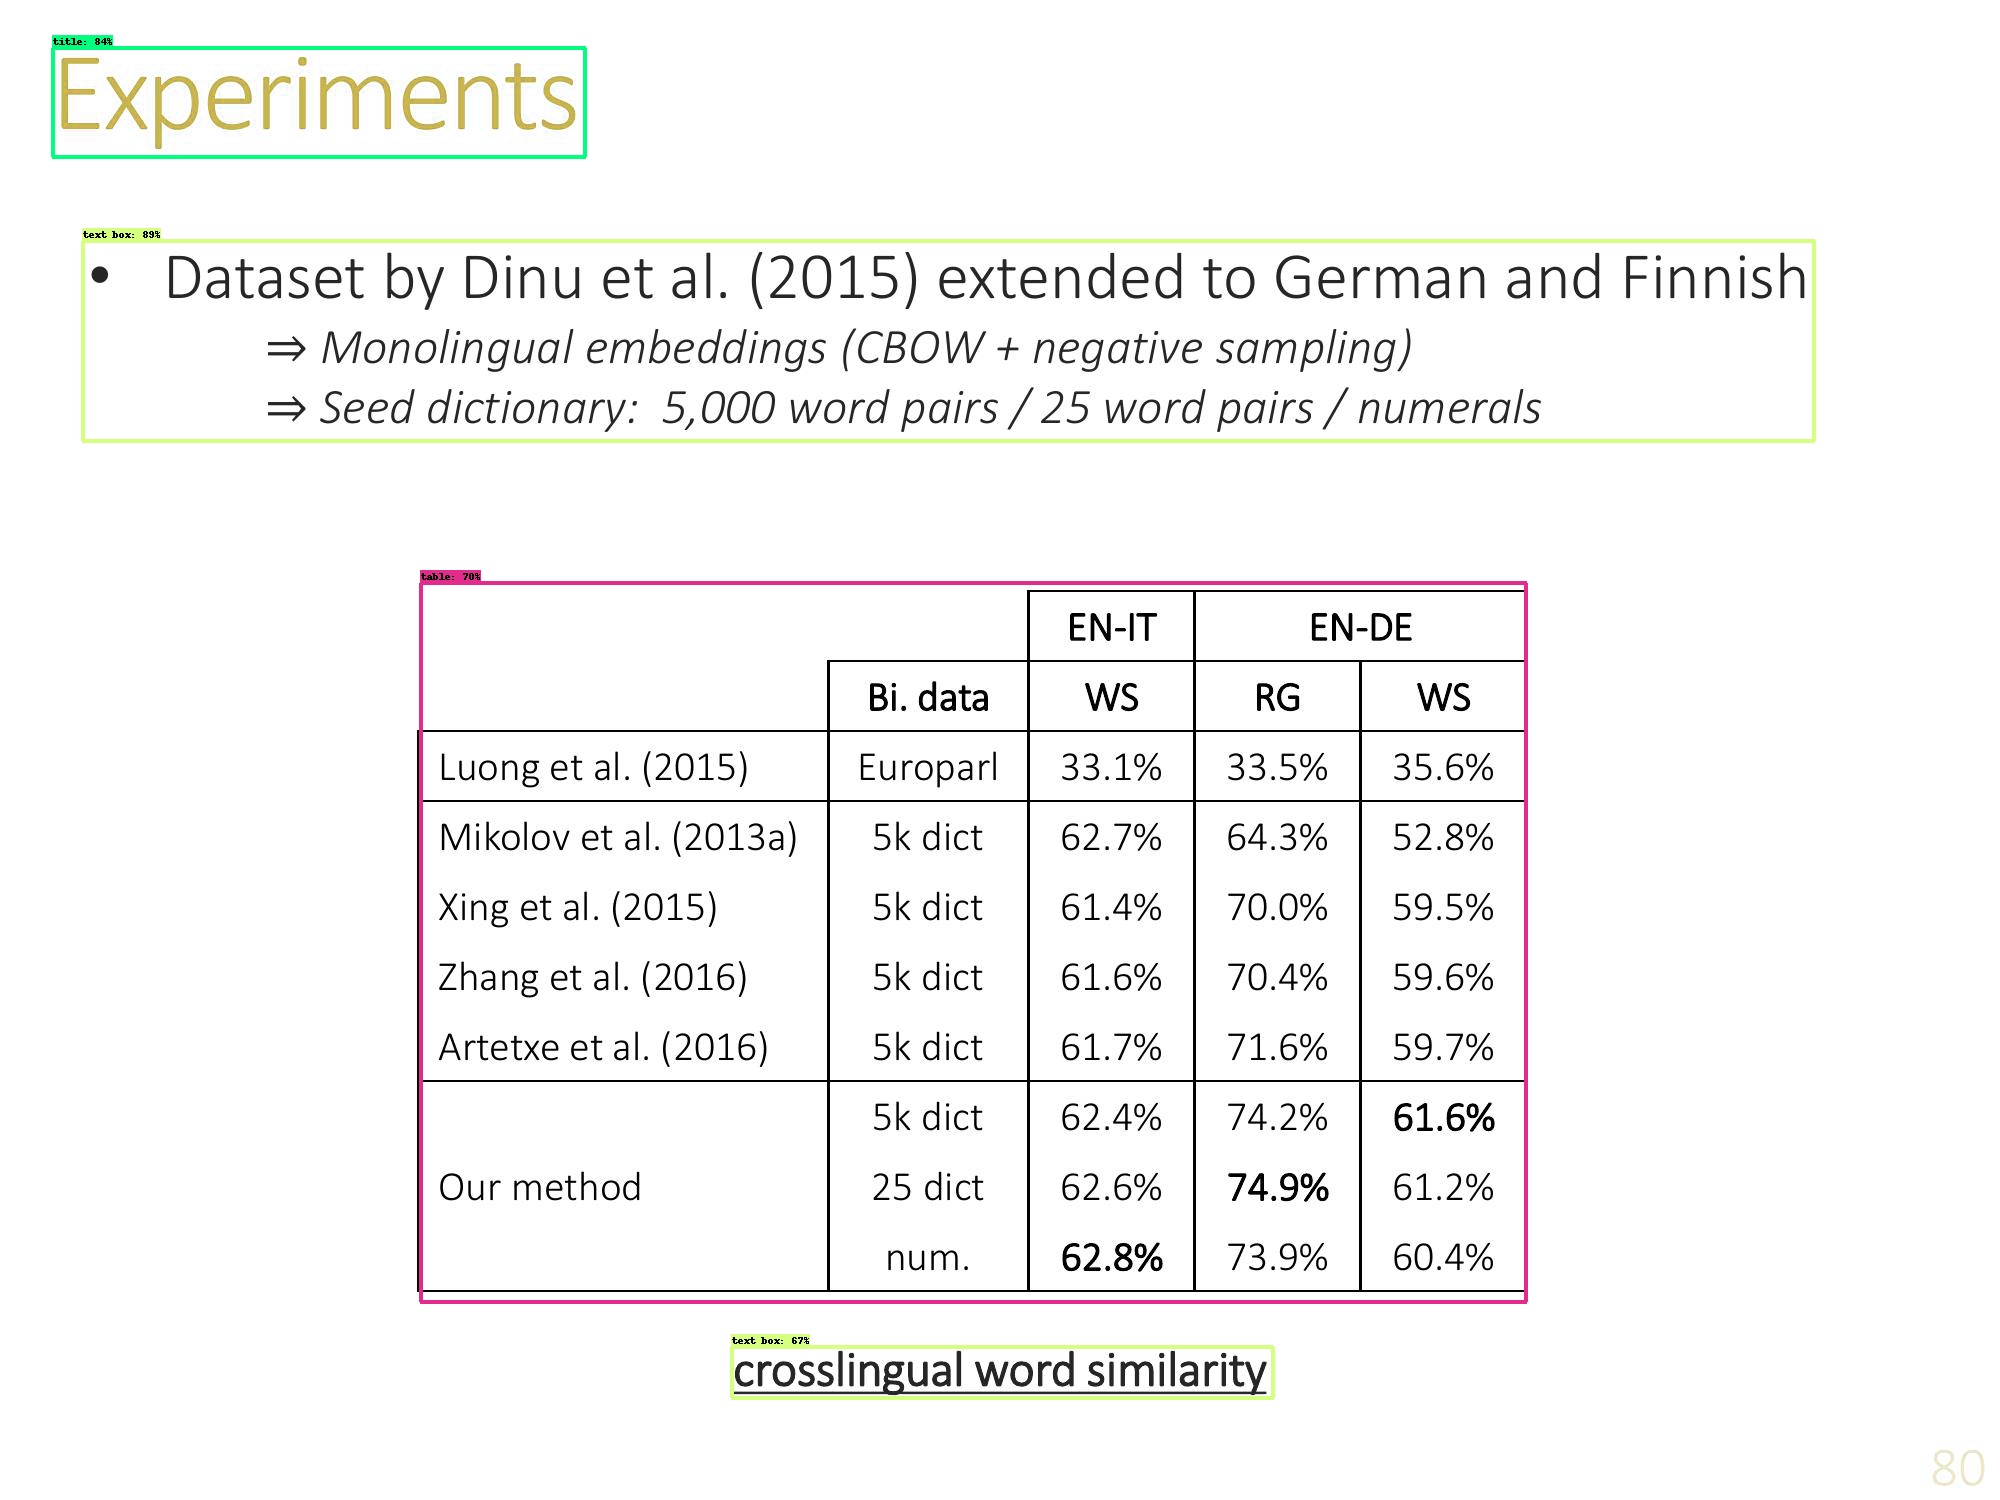 title: 84%
Experiments
text box: 89%
• Dataset by Dinu et al. (2015) extended to German and Finnish
⇒ Monolingual embeddings (CBOW + negative sampling)
⇒ Seed dictionary: 5,000 word pairs / 25 word pairs / numerals
table: 70%
EN-IT EN-DE
Bi. data WS RG WS
Luong et al. (2015) Europarl 33.1% 33.5% 35.6%
Mikolov et al. (2013a) 5k dict 62.7% 64.3% 52.8%
Xing et al. (2015) 5k dict 61.4% 70.0% 59.5%
Zhang et al. (2016) 5k dict 61.6% 70.4% 59.6%
Artetxe et al. (2016) 5k dict 61.7% 71.6% 59.7%
5k dict 62.4% 74.2% 61.6%
Our method 25 dict 62.6% 74.9% 61.2%
num. 62.8% 73.9% 60.4%
text box: 67%
crosslingual word similarity
80